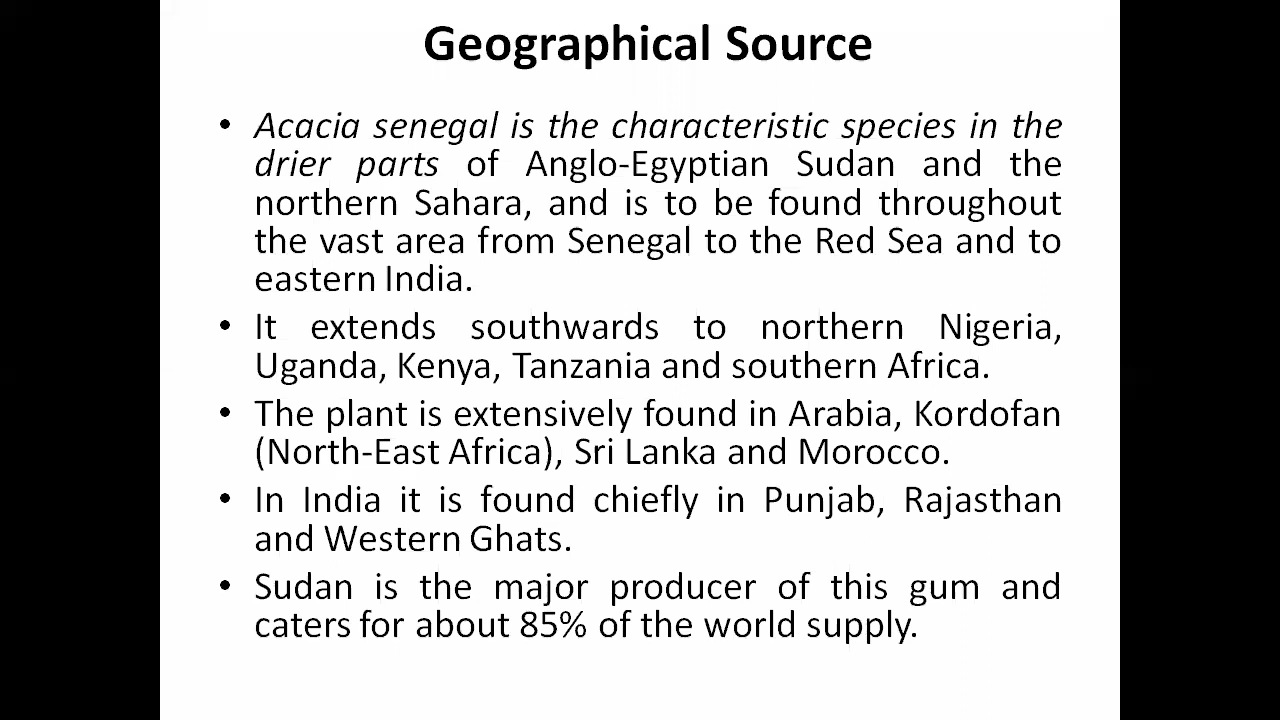 Geographical Source
• Acacia senegal is the characteristic species in the
drier parts of Anglo-Egyptian Sudan and the
northern Sahara, and is to be found throughout
the vast area from Senegal to the Red Sea and to
eastern India.
• It extends southwards to northern Nigeria,
Uganda, Kenya, Tanzania and southern Africa.
• The plant is extensively found in Arabia, Kordofan
(North-East Africa), Sri Lanka and Morocco.
• In India it is found chiefly in Punjab, Rajasthan
and Western Ghats.
• Sudan is the major producer of this gum and
caters for about 85% of the world supply.